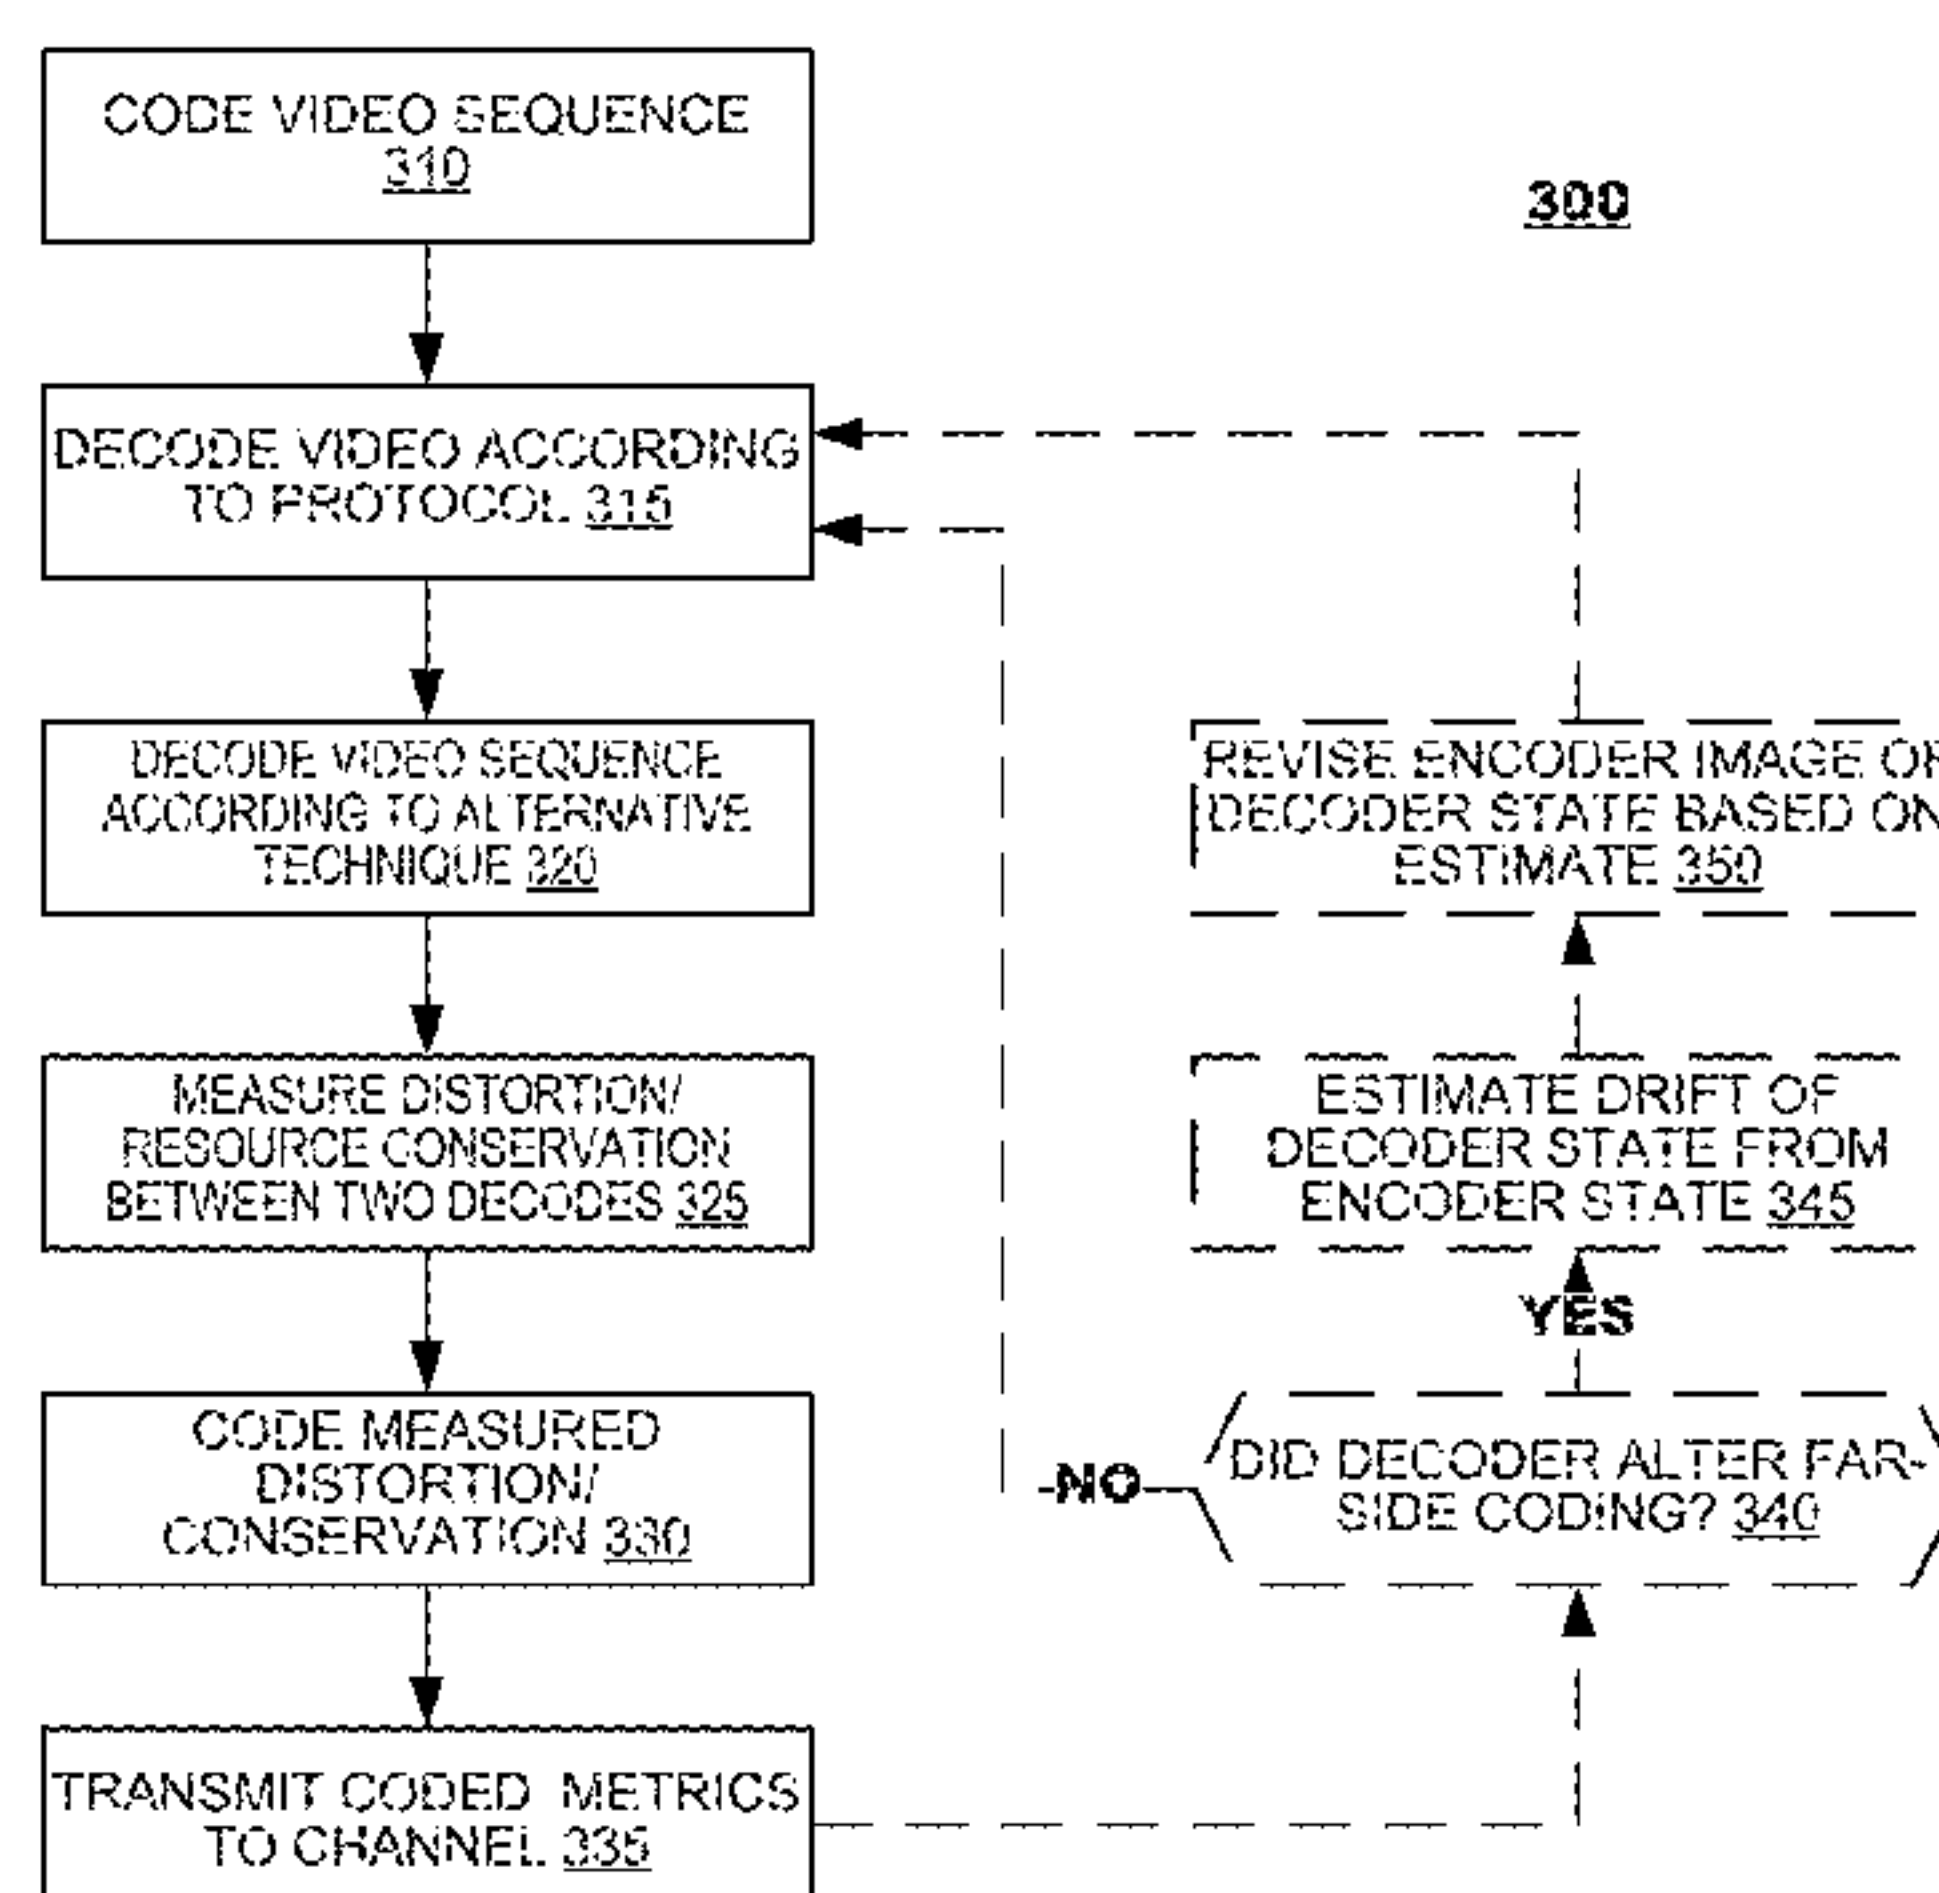 CODE VIDEO SEQUENCE
310
300
DECODE VIDEO ACCORDING
TO PROTOCOL 315
DECODE VIDEO SEQUENCE
ACCORDING TO ALTERNATIVE
TECHNIQUE 320
REVISE ENCODER IMAGE OF
DECODER STATE BASED ON
ESTIMATE 350
MEASURE DISTORTION/
RESOURCE CONSERVATION
BETWEEN TWO DECODES 325
ESTIMATE DRIFT OF
DECODER STATE FROM
ENCODER STATE 345
YES
CODE MEASURED
DISTORTION/
CONSERVATION 330
NO
DID DECODER ALTER FAR-
SIDE CODING? 340
TRANSMIT CODED METRICS
TO CHANNEL 335